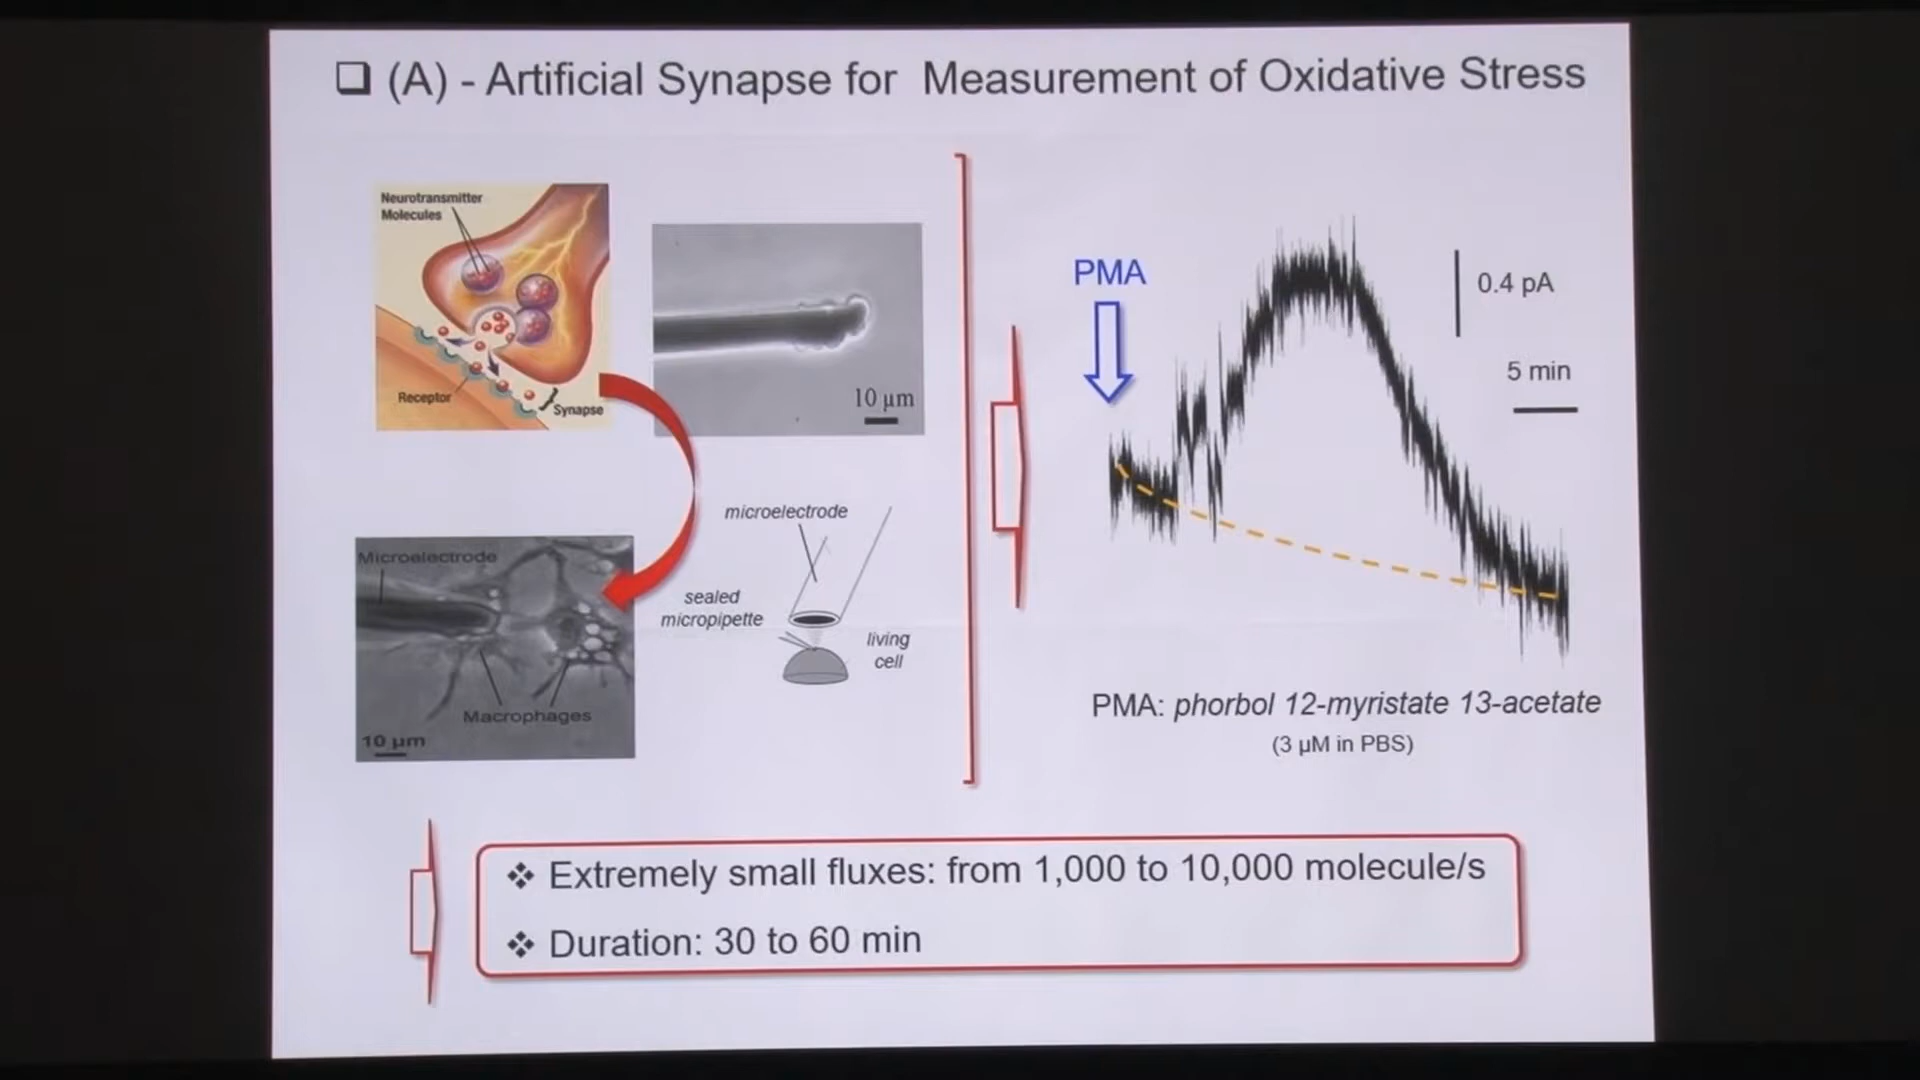 (A) - Artificial Synapse for Measurement of Oxidative Stress
Neurotransmitter
Molecules
Receptor
Synapse
10 µm
Microelectrode
Macrophages
10 µm
microelectrode
sealed
micropipette
living
cell
PMA
0.4 pA
5 min
PMA: phorbol 12-myristate 13-acetate
(3 µM in PBS)
❖ Extremely small fluxes: from 1,000 to 10,000 molecule/s
❖ Duration: 30 to 60 min